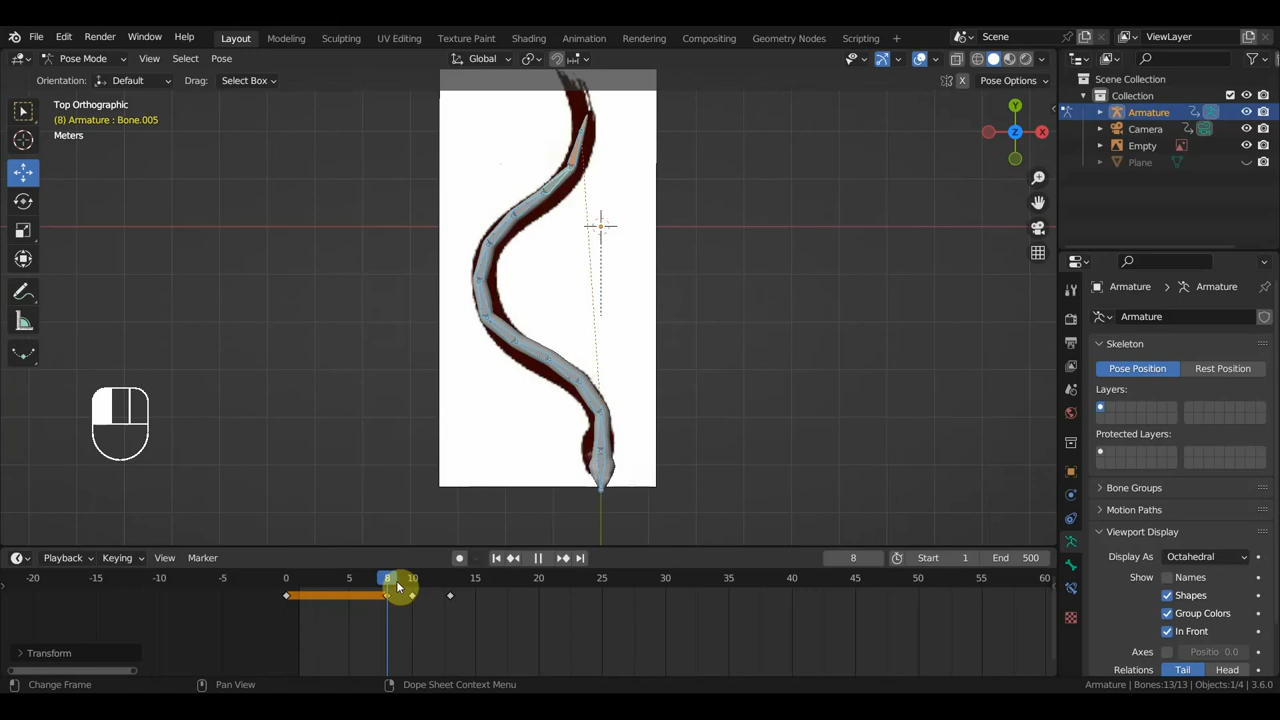 File Edit Render Window Help Layout Modeling Sculpting UV Editing Texture Paint Shading Animation Rendering Compositing Geometry Nodes Scripting + Scene ViewLayer
Pose Mode View Select Pose Global Pose Options
Orientation: Default Drag: Select Box X
Top Orthographic
(8) Armature : Bone.005
Meters
Y
X
Z
Scene Collection
Collection
Armature
Camera
Empty
Plane
Armature Armature
Armature
Skeleton
Pose Position Rest Position
Layers:
Protected Layers:
Bone Groups
Motion Paths
Viewport Display
Display As Octahedral
Show Names
Shapes
Group Colors
In Front
Axes Positio 0.0
Relations Tail Head
Playback Keying View Marker 8 Start 1 End 500
-20 -15 -10 -5 0 5 8 10 15 20 25 30 35 40 45 50 55 60
Transform
Change Frame Pan View Dope Sheet Context Menu Armature | Bones:13/13 | Objects:1/4 | 3.6.0